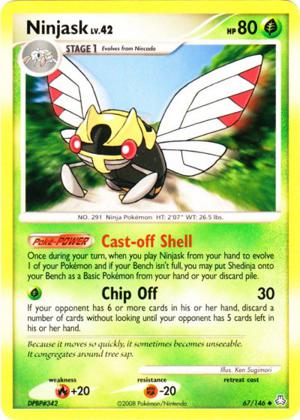 Ninjask LV.42
HP 80
STAGE 1 Evolves from Nincada
NO. 291 Ninja Pokémon HT: 2'07" WT: 26.5 lbs.
Poké-POWER Cast-off Shell
Once during your turn, when you play Ninjask from your hand to evolve
1 of your Pokémon and if your Bench isn't full, you may put Shedinja onto
your Bench as a Basic Pokémon from your hand or your discard pile.
Chip Off 30
If your opponent has 6 or more cards in his or her hand, discard a
number of cards without looking until your opponent has 5 cards left in
his or her hand.
Because it moves so quickly, it sometimes becomes unseeable.
It congregates around tree sap.
Illus. Ken Sugimori
weakness resistance retreat cost
+20 -20
DPBP#342 ©2008 Pokémon/Nintendo 67/146